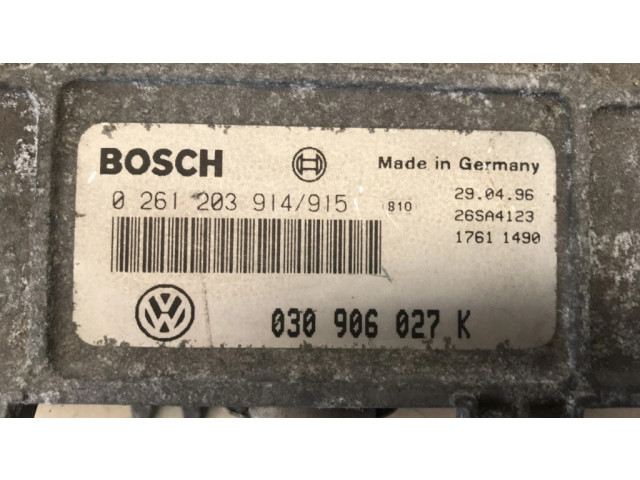 BOSCH
Made in Germany
0 261 203 914/915 810
29.04.96
26SA4123
1761 1490
VW
030 906 027 K